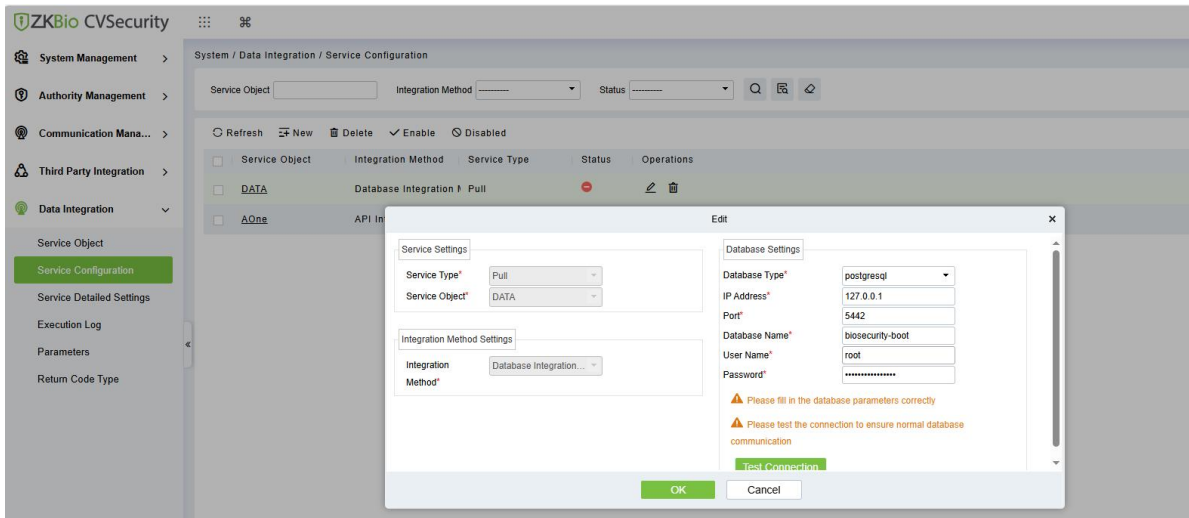 ZKBio CVSecurity
System Management
Authority Management
Communication Mana...
Third Party Integration
Data Integration
Service Object
Service Configuration
Service Detailed Settings
Execution Log
Parameters
Return Code Type
System / Data Integration / Service Configuration
Service Object Integration Method ---------- Status ----------
Refresh New Delete Enable Disabled
Service Object Integration Method Service Type Status Operations
DATA Database Integration M Pull
AOne API In
Edit
Service Settings
Service Type* Pull
Service Object* DATA
Integration Method Settings
Integration Method* Database Integration...
Database Settings
Database Type* postgresql
IP Address* 127.0.0.1
Port* 5442
Database Name* biosecurity-boot
User Name* root
Password* ••••••••••••••••
Please fill in the database parameters correctly
Please test the connection to ensure normal database
communication
Test Connection
OK Cancel